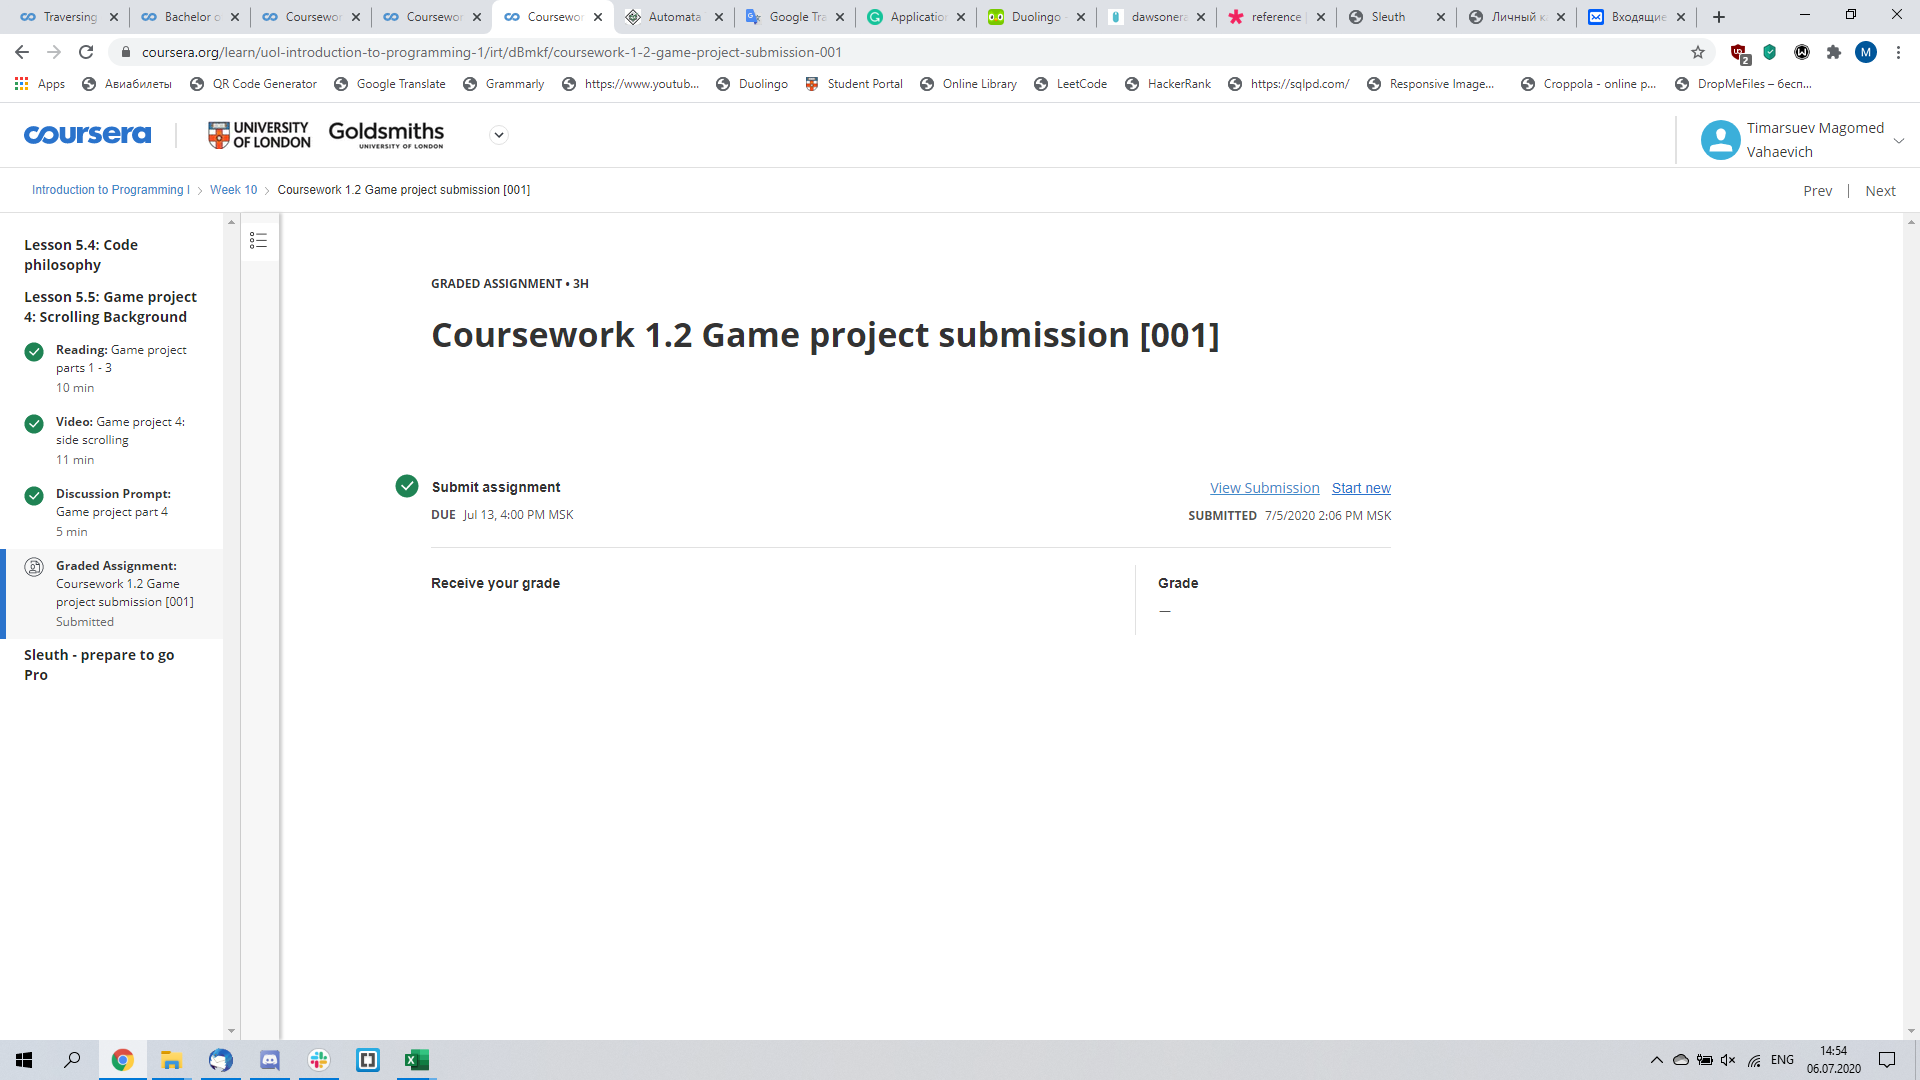 Traversing
Bachelor o
Coursewor
Coursewor
Coursewor
Automata
Google Tra
Application
Duolingo
dawsonera
reference
Sleuth
Личный к
Входящие
coursera.org/learn/uol-introduction-to-programming-1/irt/dBmkf/coursework-1-2-game-project-submission-001
2
M
Apps
Авиабилеты
QR Code Generator
Google Translate
Grammarly
https://www.youtub...
Duolingo
Student Portal
Online Library
LeetCode
HackerRank
https://sqlpd.com/
Responsive Image...
Croppola - online p...
DropMeFiles – бесп...
coursera
UNIVERSITY OF LONDON
Goldsmiths
UNIVERSITY OF LONDON
Timarsuev Magomed
Vahaevich
Introduction to Programming I
Week 10
Coursework 1.2 Game project submission [001]
Prev
Next
Lesson 5.4: Code
philosophy
Lesson 5.5: Game project
4: Scrolling Background
Reading: Game project
parts 1 - 3
10 min
Video: Game project 4:
side scrolling
11 min
Discussion Prompt:
Game project part 4
5 min
Graded Assignment:
Coursework 1.2 Game
project submission [001]
Submitted
Sleuth - prepare to go
Pro
GRADED ASSIGNMENT • 3H
Coursework 1.2 Game project submission [001]
Submit assignment
View Submission
Start new
DUE Jul 13, 4:00 PM MSK
SUBMITTED 7/5/2020 2:06 PM MSK
Receive your grade
Grade
—
ENG
14:54
06.07.2020